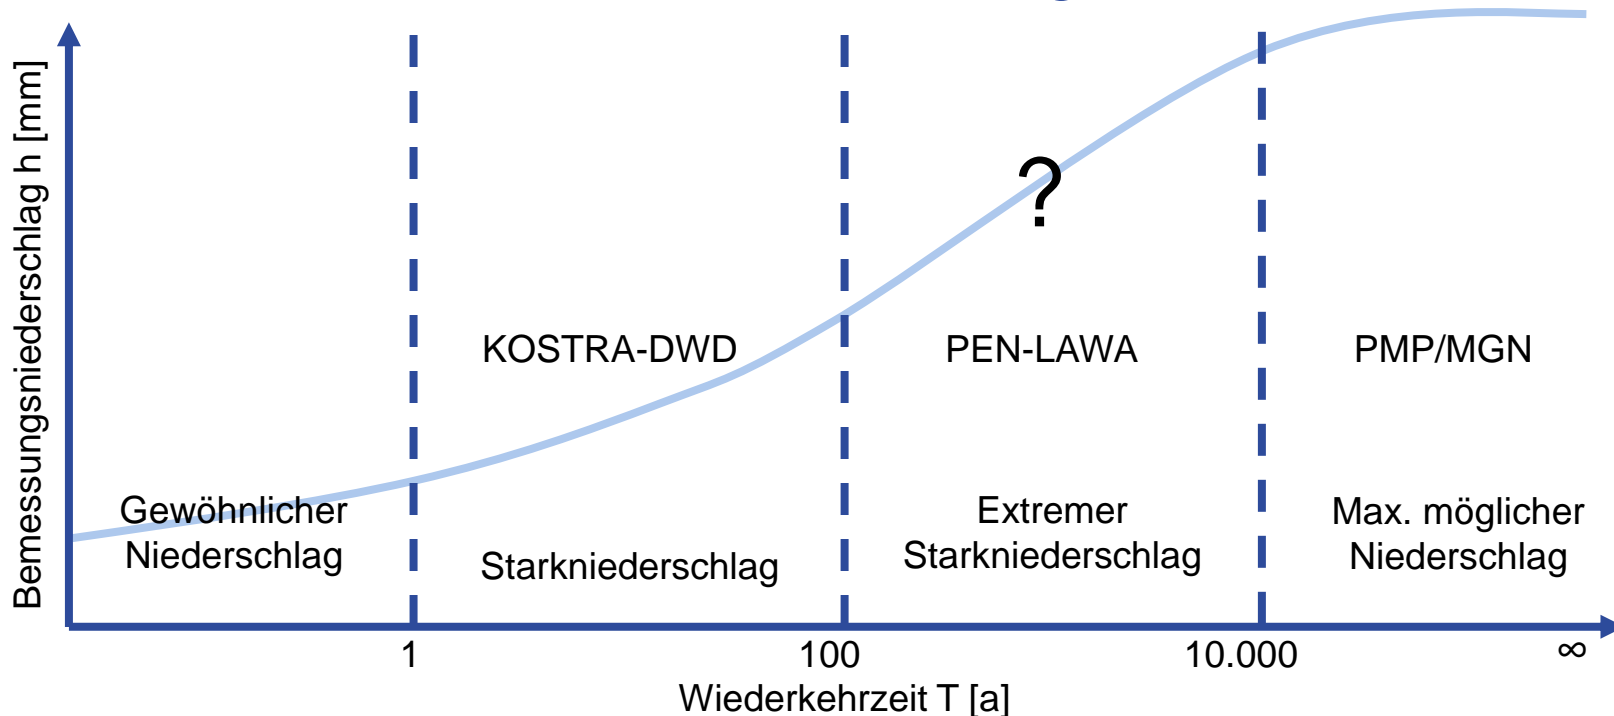 Bemessungsniederschlag h [mm]
?
KOSTRA-DWD
PEN-LAWA
PMP/MGN
Gewöhnlicher
Niederschlag
Starkniederschlag
Extremer
Starkniederschlag
Max. möglicher
Niederschlag
1
100
10.000
∞
Wiederkehrzeit T [a]